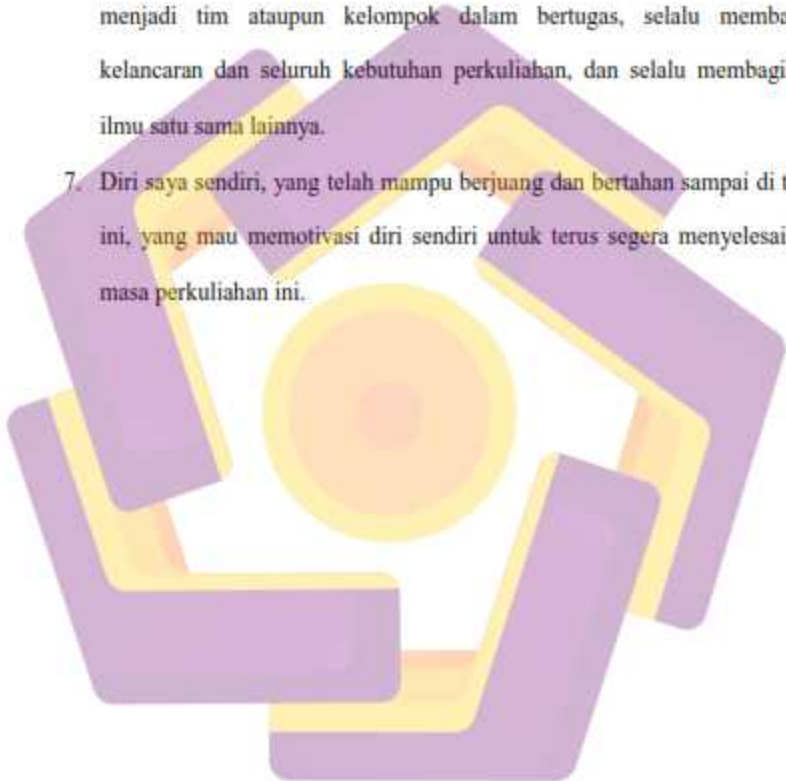 menjadi tim ataupun kelompok dalam bertugas, selalu memba
kelancaran dan seluruh kebutuhan perkuliahan, dan selalu membagi
ilmu satu sama lainnya.
7. Diri saya sendiri, yang telah mampu berjuang dan bertahan sampai di t
ini, yang mau memotivasi diri sendiri untuk terus segera menyelesai
masa perkuliahan ini.